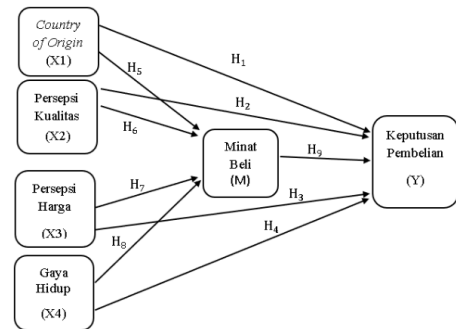 Country
of Origin
(X1)
H1
H5
Persepsi
Kualitas
(X2)
H2
H6
Minat
Beli
(M)
H9
Keputusan
Pembelian
(Y)
Persepsi
Harga
(X3)
H7
H3
H8
H4
Gaya
Hidup
(X4)